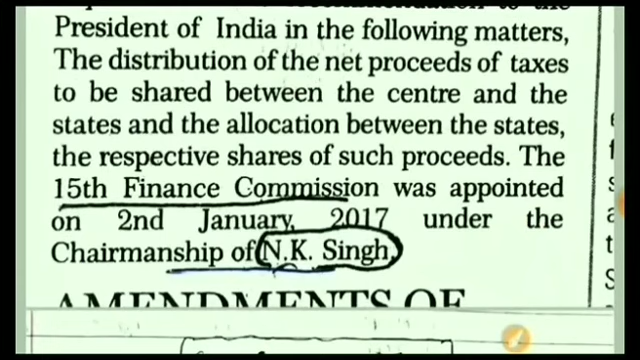 President of India in the following matters,
The distribution of the net proceeds of taxes
to be shared between the centre and the
states and the allocation between the states,
the respective shares of such proceeds. The
15th Finance Commission was appointed
on 2nd January, 2017 under the
Chairmanship of N.K. Singh
AMENDMENTS OF